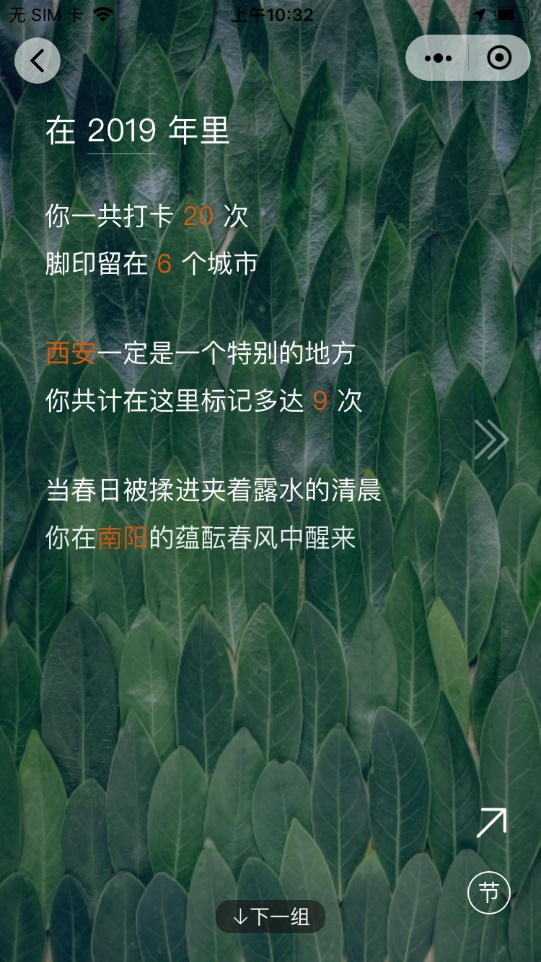 无 SIM 卡
上午10:32
在 2019 年里
你一共打卡 20 次
脚印留在 6 个城市
西安一定是一个特别的地方
你共计在这里标记多达 9 次
当春日被揉进夹着露水的清晨
你在南阳的蕴酝春风中醒来
节
↓下一组